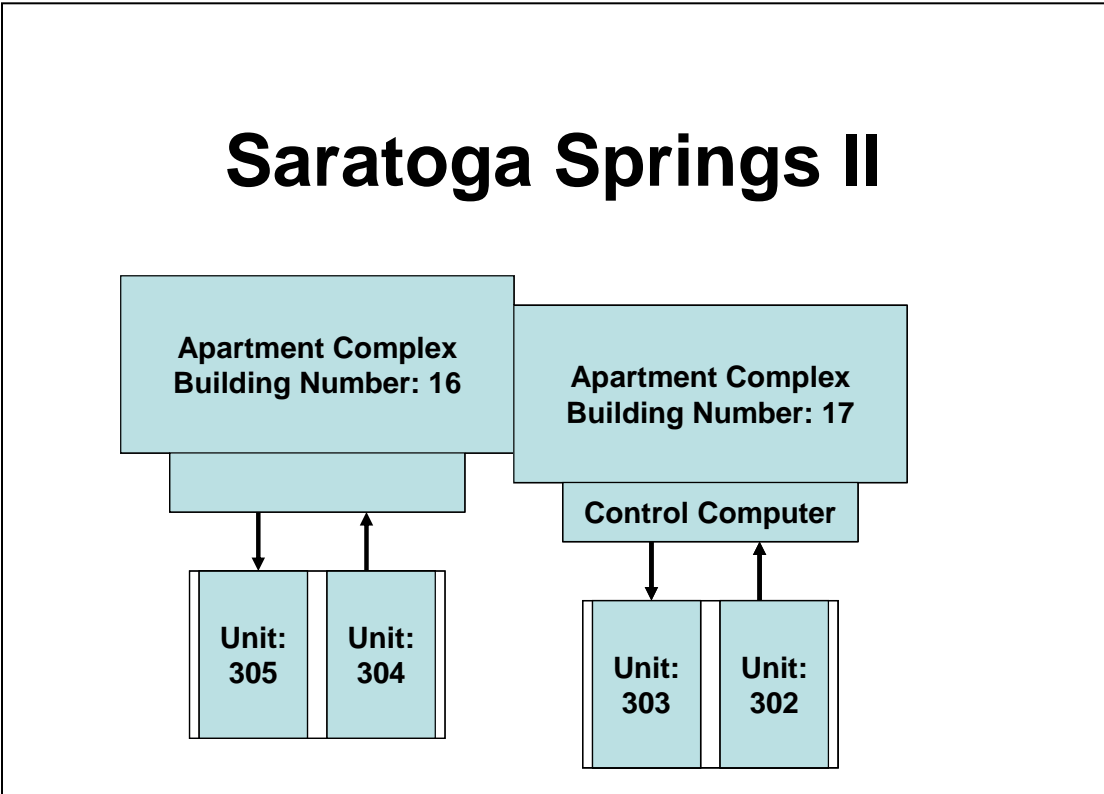 Saratoga Springs II
Apartment Complex
Building Number: 16
Apartment Complex
Building Number: 17
Control Computer
Unit:
305
Unit:
304
Unit:
303
Unit:
302